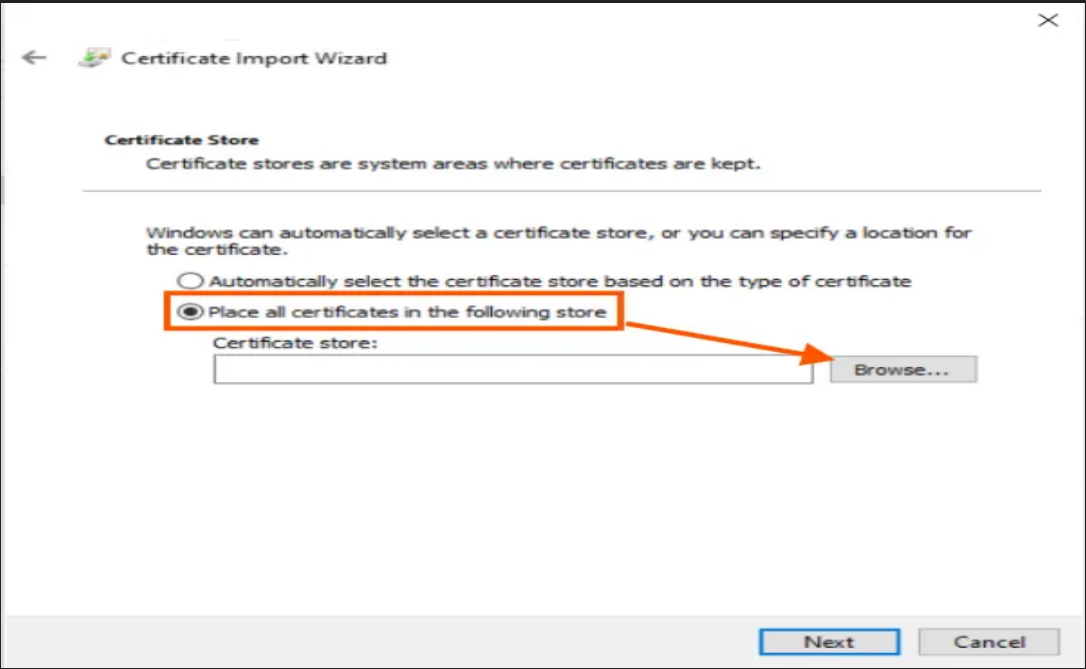 Certificate Import Wizard
Certificate Store
Certificate stores are system areas where certificates are kept.
Windows can automatically select a certificate store, or you can specify a location for
the certificate.
Automatically select the certificate store based on the type of certificate
Place all certificates in the following store
Certificate store:
Browse...
Next
Cancel